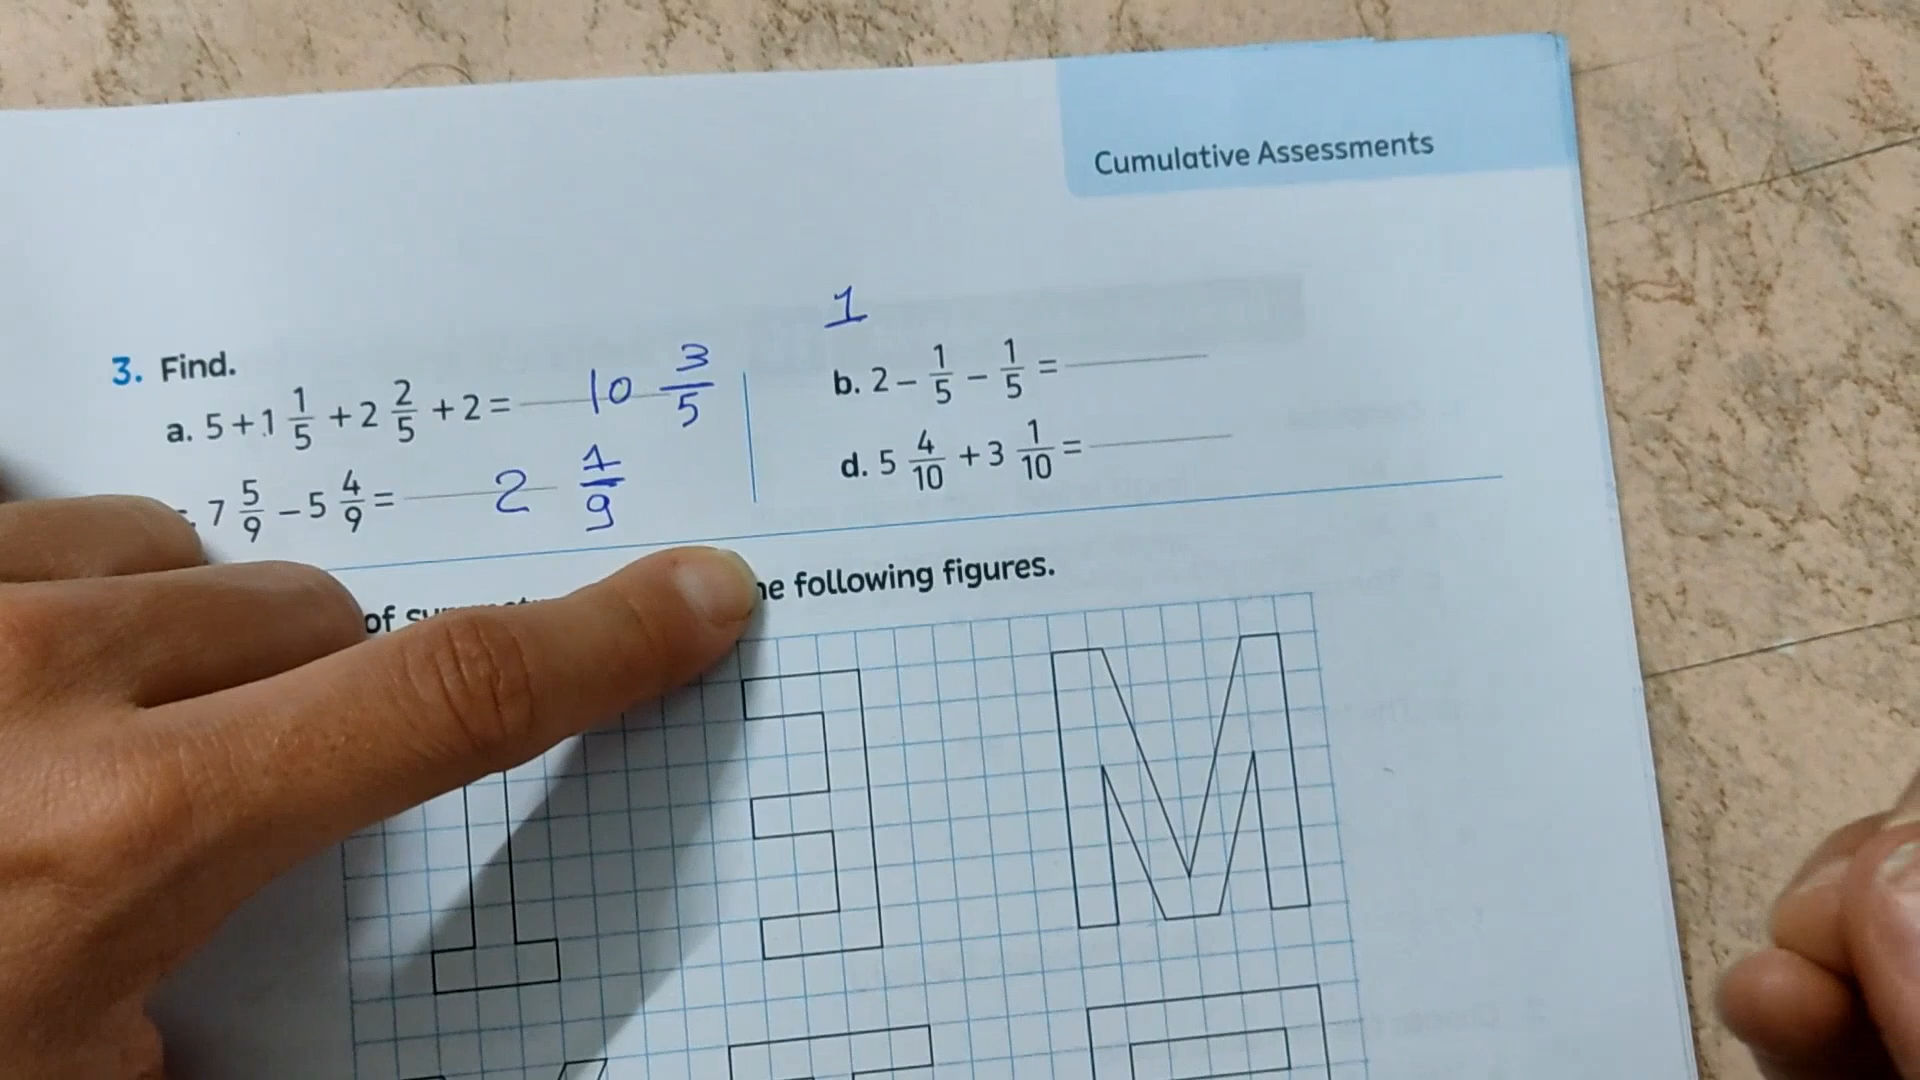 Cumulative Assessments
3. Find.
a. 5 + 1 1/5 + 2 2/5 + 2 = 10 3/5
1
b. 2 - 1/5 - 1/5 =
7 5/9 - 5 4/9 = 2 1/9
d. 5 4/10 + 3 1/10 =
of following figures.